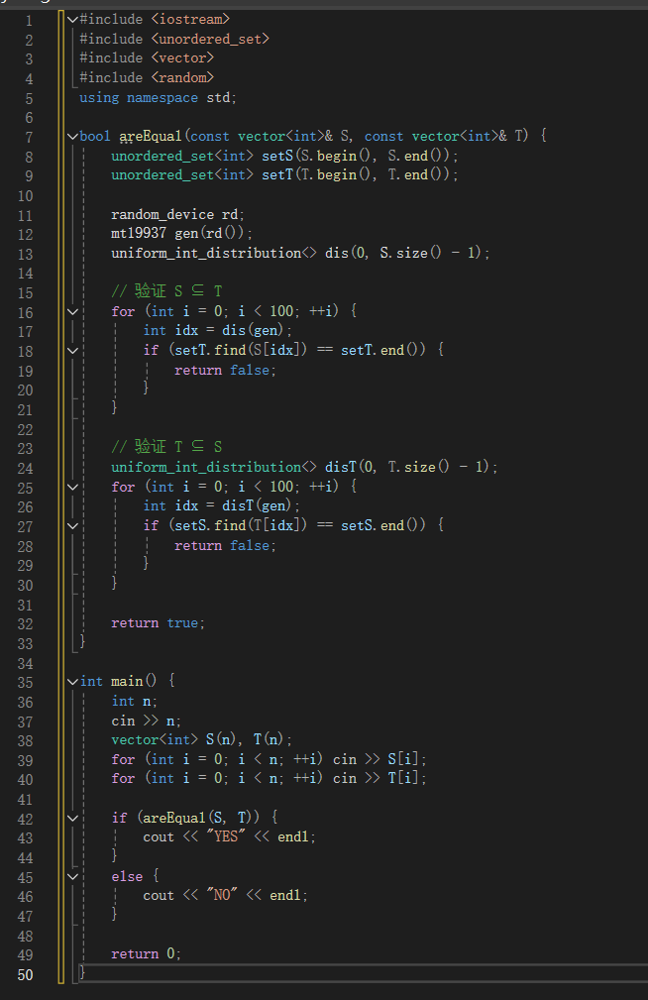 1 #include <iostream>
2 #include <unordered_set>
3 #include <vector>
4 #include <random>
5 using namespace std;
6
7 bool areEqual(const vector<int>& S, const vector<int>& T) {
8 unordered_set<int> setS(S.begin(), S.end());
9 unordered_set<int> setT(T.begin(), T.end());
10
11 random_device rd;
12 mt19937 gen(rd());
13 uniform_int_distribution<> dis(0, S.size() - 1);
14
15 // 验证 S ⊆ T
16 for (int i = 0; i < 100; ++i) {
17 int idx = dis(gen);
18 if (setT.find(S[idx]) == setT.end()) {
19 return false;
20 }
21 }
22
23 // 验证 T ⊆ S
24 uniform_int_distribution<> disT(0, T.size() - 1);
25 for (int i = 0; i < 100; ++i) {
26 int idx = disT(gen);
27 if (setS.find(T[idx]) == setS.end()) {
28 return false;
29 }
30 }
31
32 return true;
33 }
34
35 int main() {
36 int n;
37 cin >> n;
38 vector<int> S(n), T(n);
39 for (int i = 0; i < n; ++i) cin >> S[i];
40 for (int i = 0; i < n; ++i) cin >> T[i];
41
42 if (areEqual(S, T)) {
43 cout << "YES" << endl;
44 }
45 else {
46 cout << "NO" << endl;
47 }
48
49 return 0;
50 }